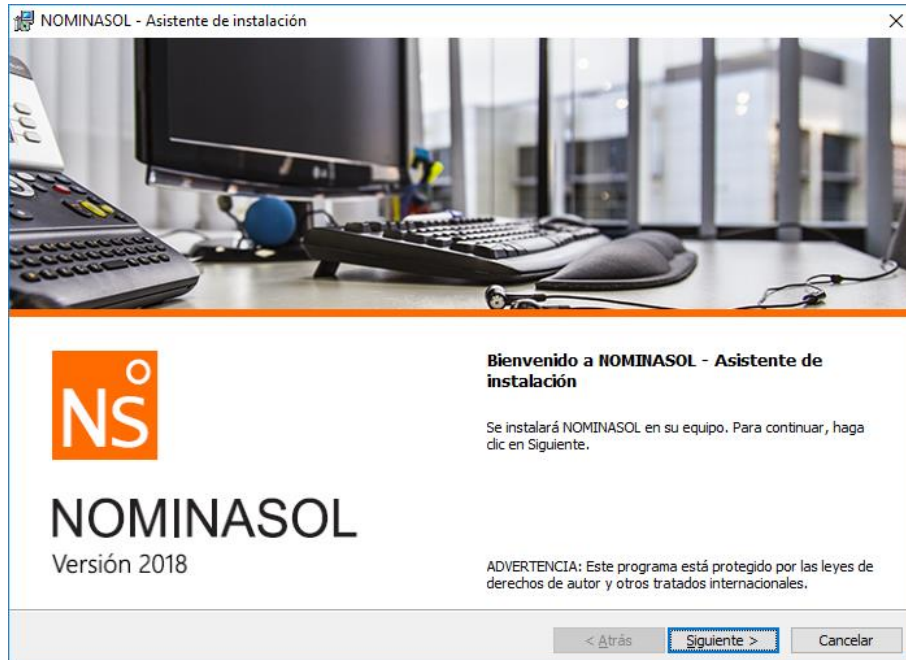 NOMINASOL - Asistente de instalación
Ns
NOMINASOL
Versión 2018
Bienvenido a NOMINASOL - Asistente de
instalación
Se instalará NOMINASOL en su equipo. Para continuar, haga
clic en Siguiente.
ADVERTENCIA: Este programa está protegido por las leyes de
derechos de autor y otros tratados internacionales.
< Atrás
Siguiente >
Cancelar